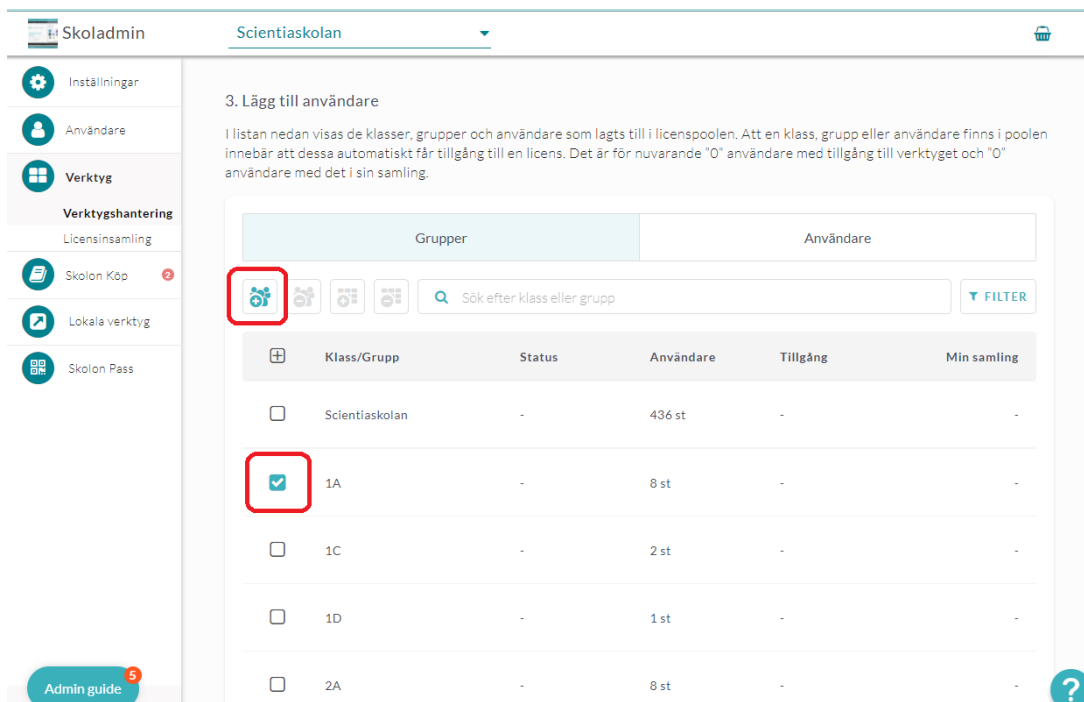 Skoladmin
Scientiaskolan
Inställningar
Användare
Verktyg
Verktygshantering
Licensinsamling
Skolon Köp 2
Lokala verktyg
Skolon Pass
Admin guide 5
3. Lägg till användare
I listan nedan visas de klasser, grupper och användare som lagts till i licenspoolen. Att en klass, grupp eller användare finns i poolen
innebär att dessa automatiskt får tillgång till en licens. Det är för nuvarande "0" användare med tillgång till verktyget och "0"
användare med det i sin samling.
Grupper Användare
Sök efter klass eller grupp FILTER
Klass/Grupp Status Användare Tillgång Min samling
Scientiaskolan - 436 st - -
1A - 8 st - -
1C - 2 st - -
1D - 1 st - -
2A - 8 st - -
?